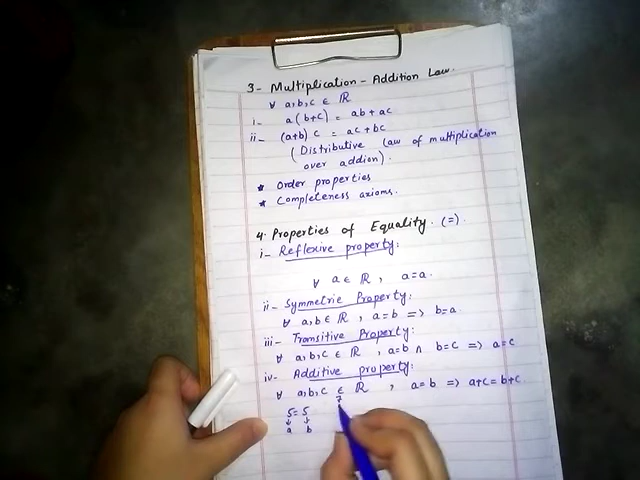 3- Multiplication - Addition Law.
∀ a,b,c ∈ ℝ
i- a(b+c) = ab + ac
ii- (a+b) c = ac + bc
(Distributive law of multiplication
over addion).
* Order properties
* Completeness axioms.
4. Properties of Equality. (=).
i- Reflexive property:
∀ a ∈ ℝ, a=a.
ii- Symmetric Property:
∀ a,b ∈ ℝ, a=b => b=a.
iii- Transitive Property:
∀ a,b,c ∈ ℝ, a=b ∧ b=c => a=c
iv- Additive property:
∀ a,b,c ∈ ℝ, a=b => a+c = b+c
5 = 5 7
↓ ↓
a b